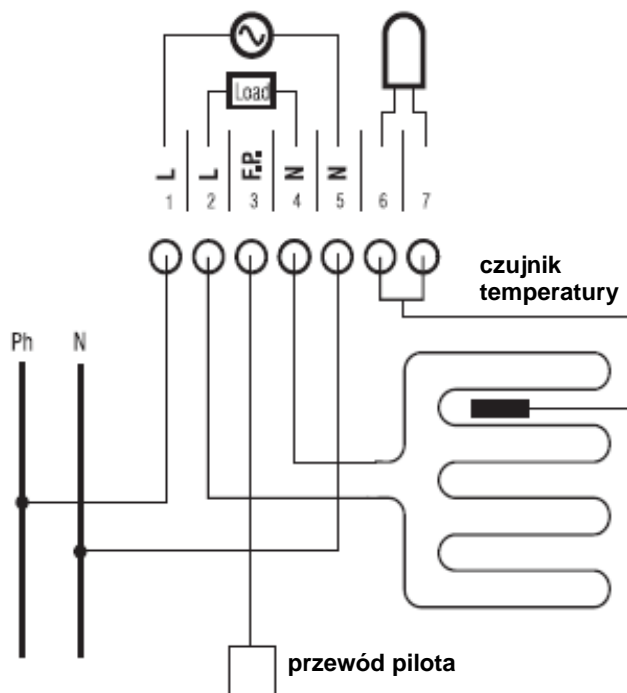 Load
L L F.P. N N
1 2 3 4 5 6 7
czujnik
temperatury
Ph N
przewód pilota